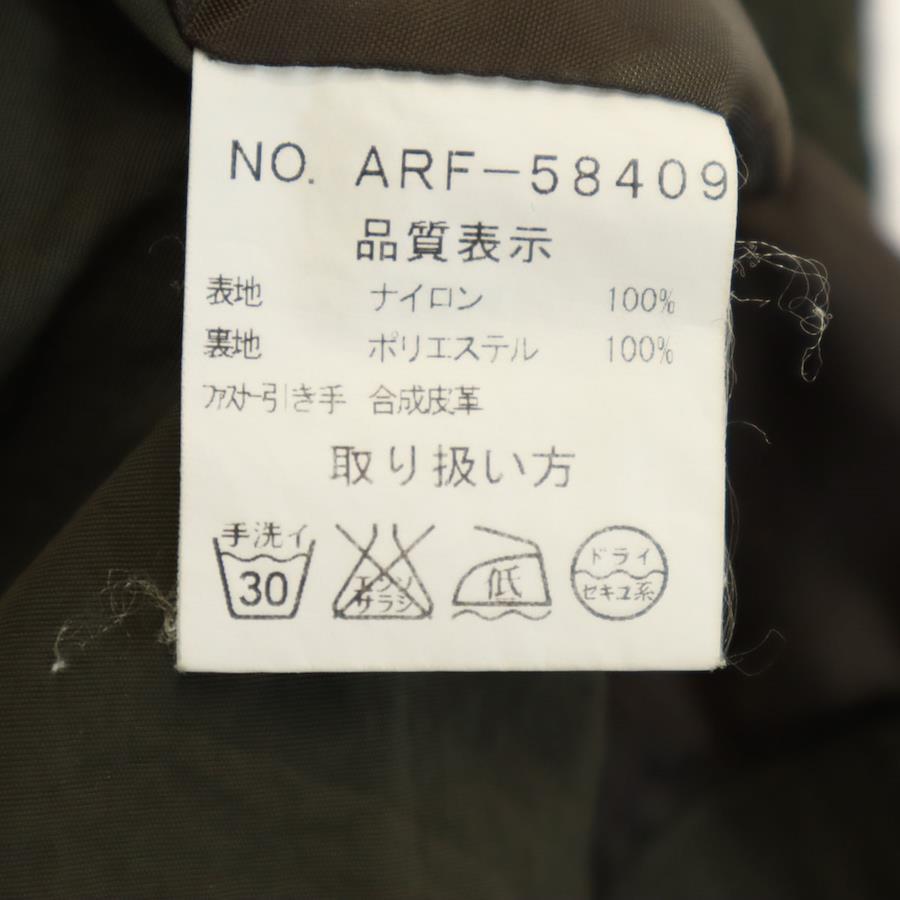 NO. ARF-58409
品質表示
表地 ナイロン 100%
裏地 ポリエステル 100%
ファスナー引き手 合成皮革
取り扱い方
手洗イ 30
エンソ サラシ
低
ドライ セキユ系